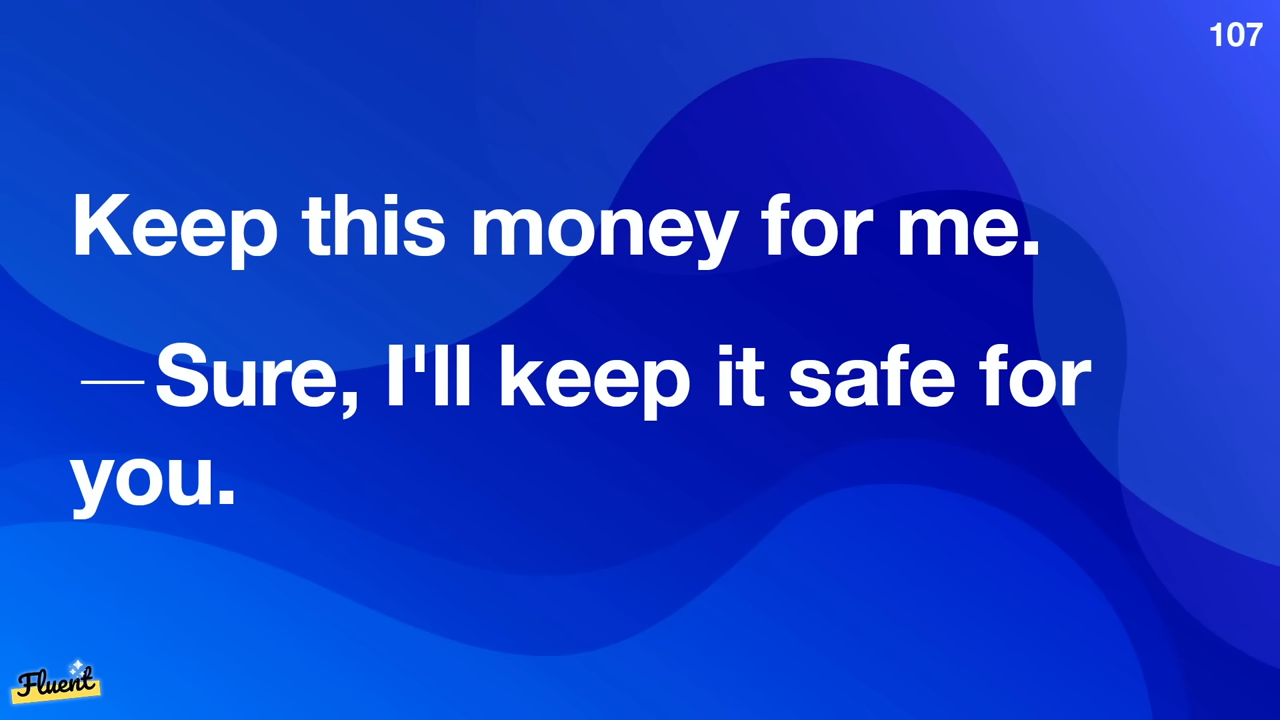 107
Keep this money for me.
—Sure, I'll keep it safe for
you.
Fluent